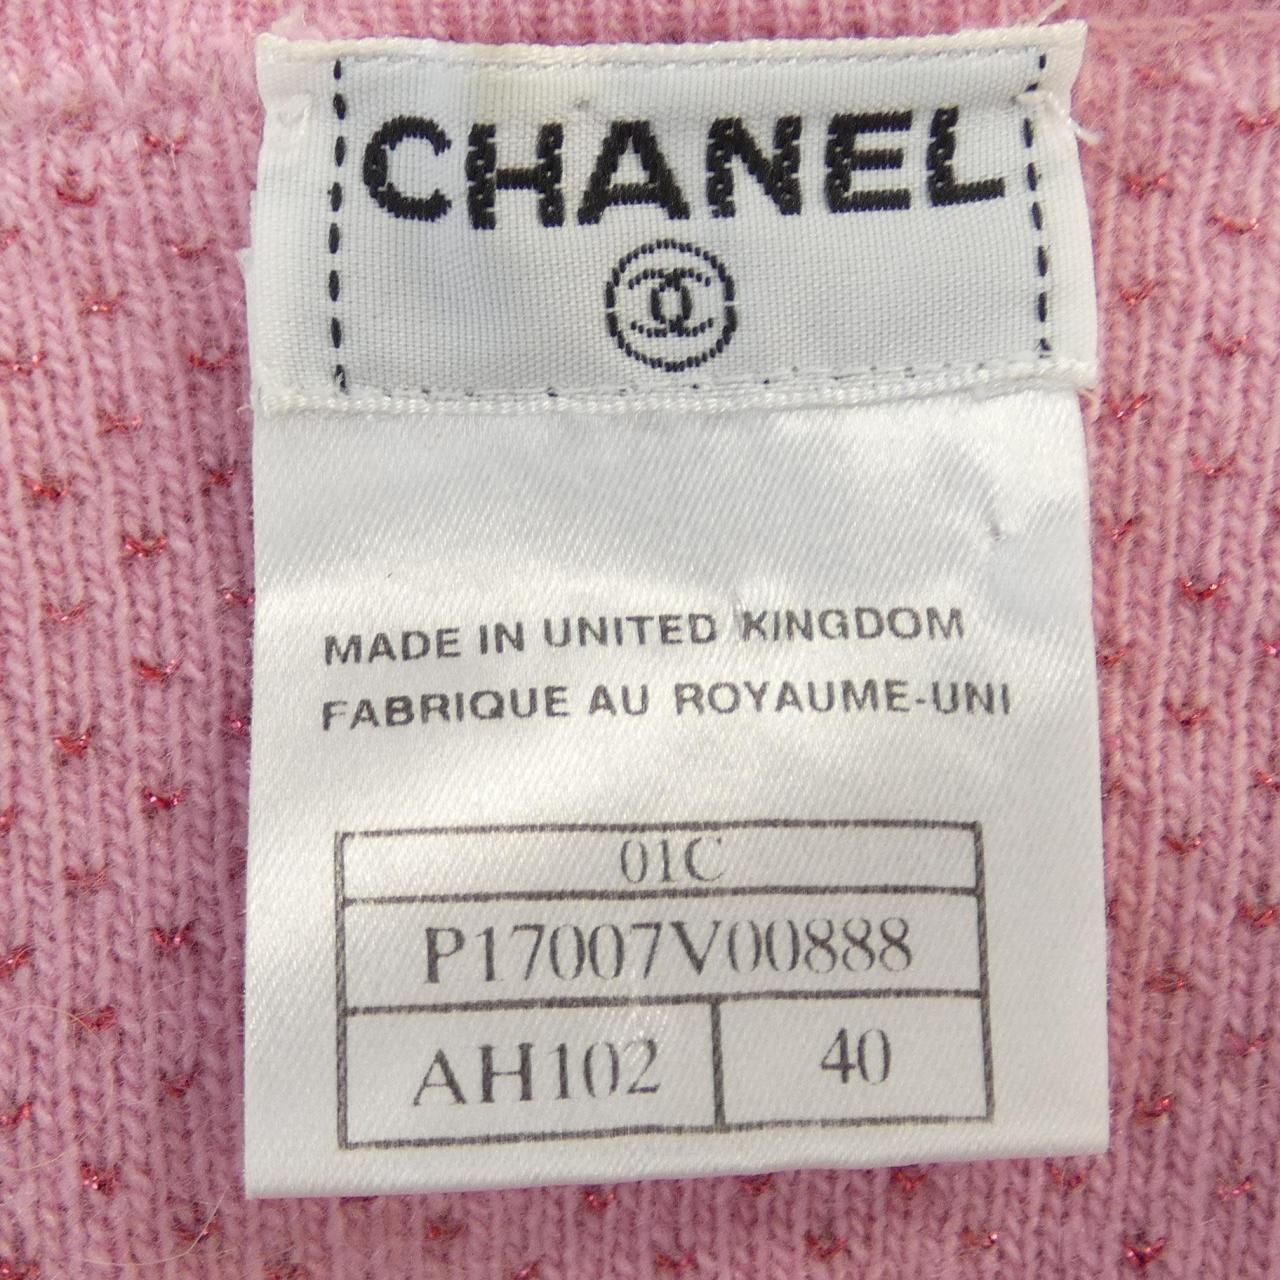 CHANEL
MADE IN UNITED KINGDOM
FABRIQUE AU ROYAUME-UNI
01C
P17007V00888
AH102 40